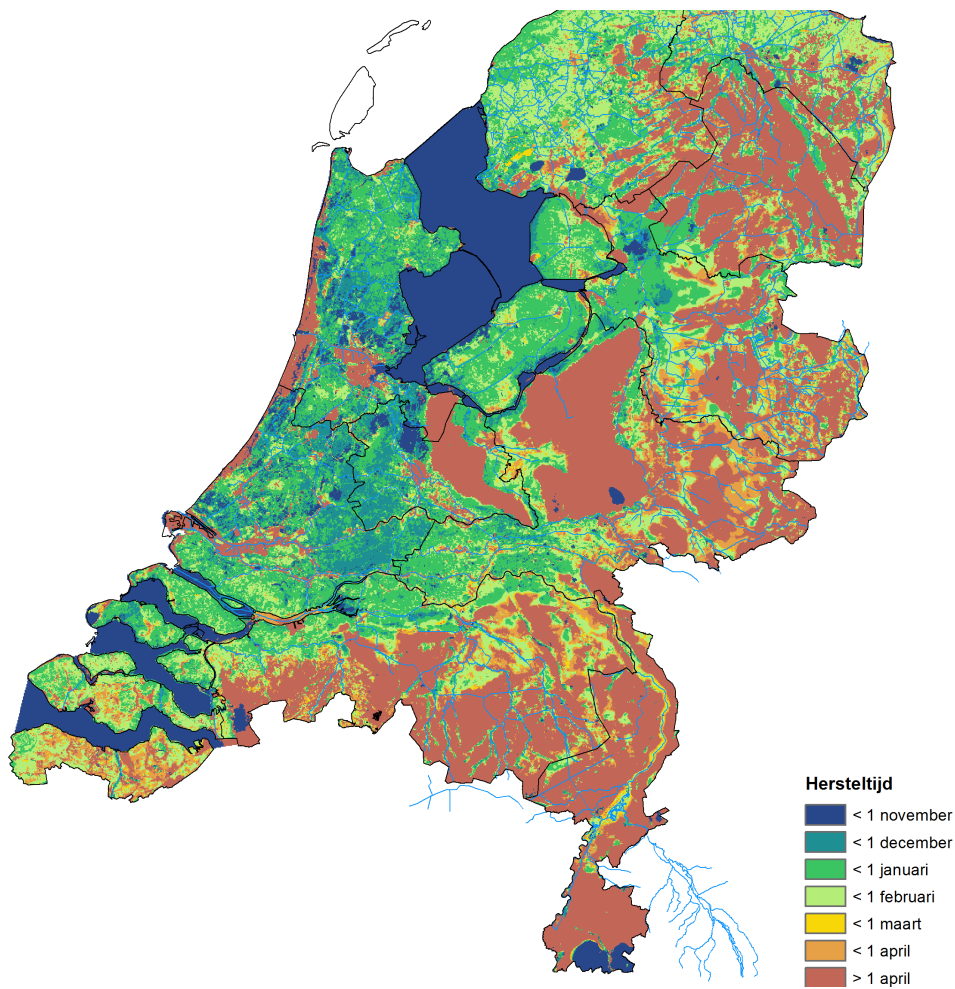 Hersteltijd
< 1 november
< 1 december
< 1 januari
< 1 februari
< 1 maart
< 1 april
> 1 april